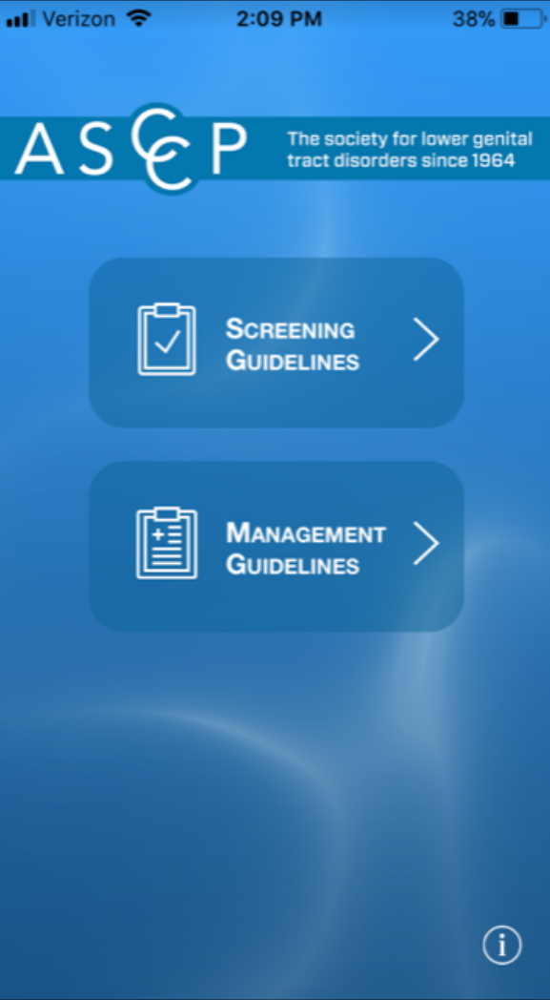 Verizon 2:09 PM 38%
ASCCP
The society for lower genital
tract disorders since 1964
SCREENING
GUIDELINES
MANAGEMENT
GUIDELINES
i